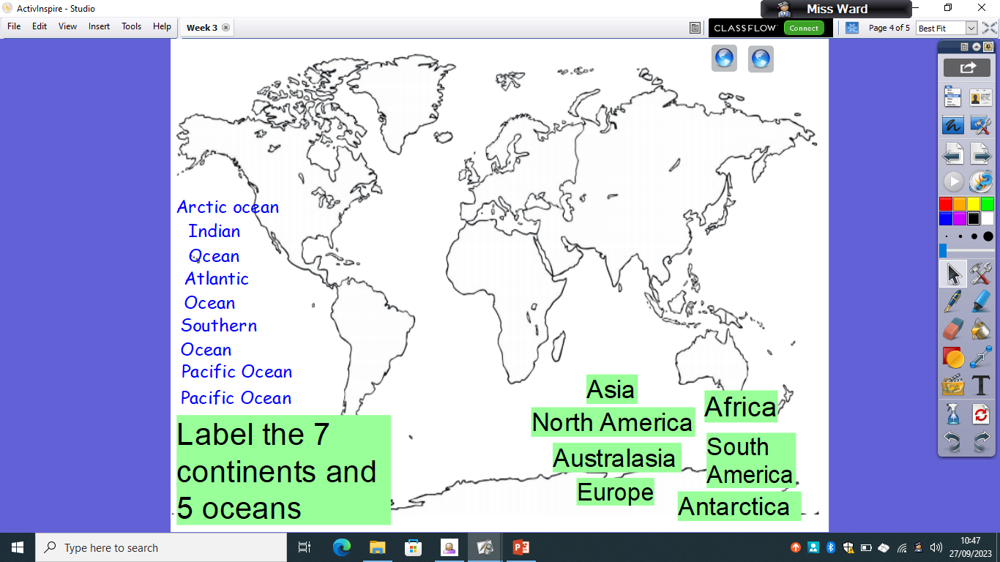 ActivInspire - Studio
Miss Ward
File Edit View Insert Tools Help
Week 3
CLASSFLOW Connect
Page 4 of 5
Best Fit
Arctic ocean
Indian
Ocean
Atlantic
Ocean
Southern
Ocean
Pacific Ocean
Pacific Ocean
Label the 7
continents and
5 oceans
Asia
North America
Australasia
Europe
Africa
South
America
Antarctica
Type here to search
10:47
27/09/2023